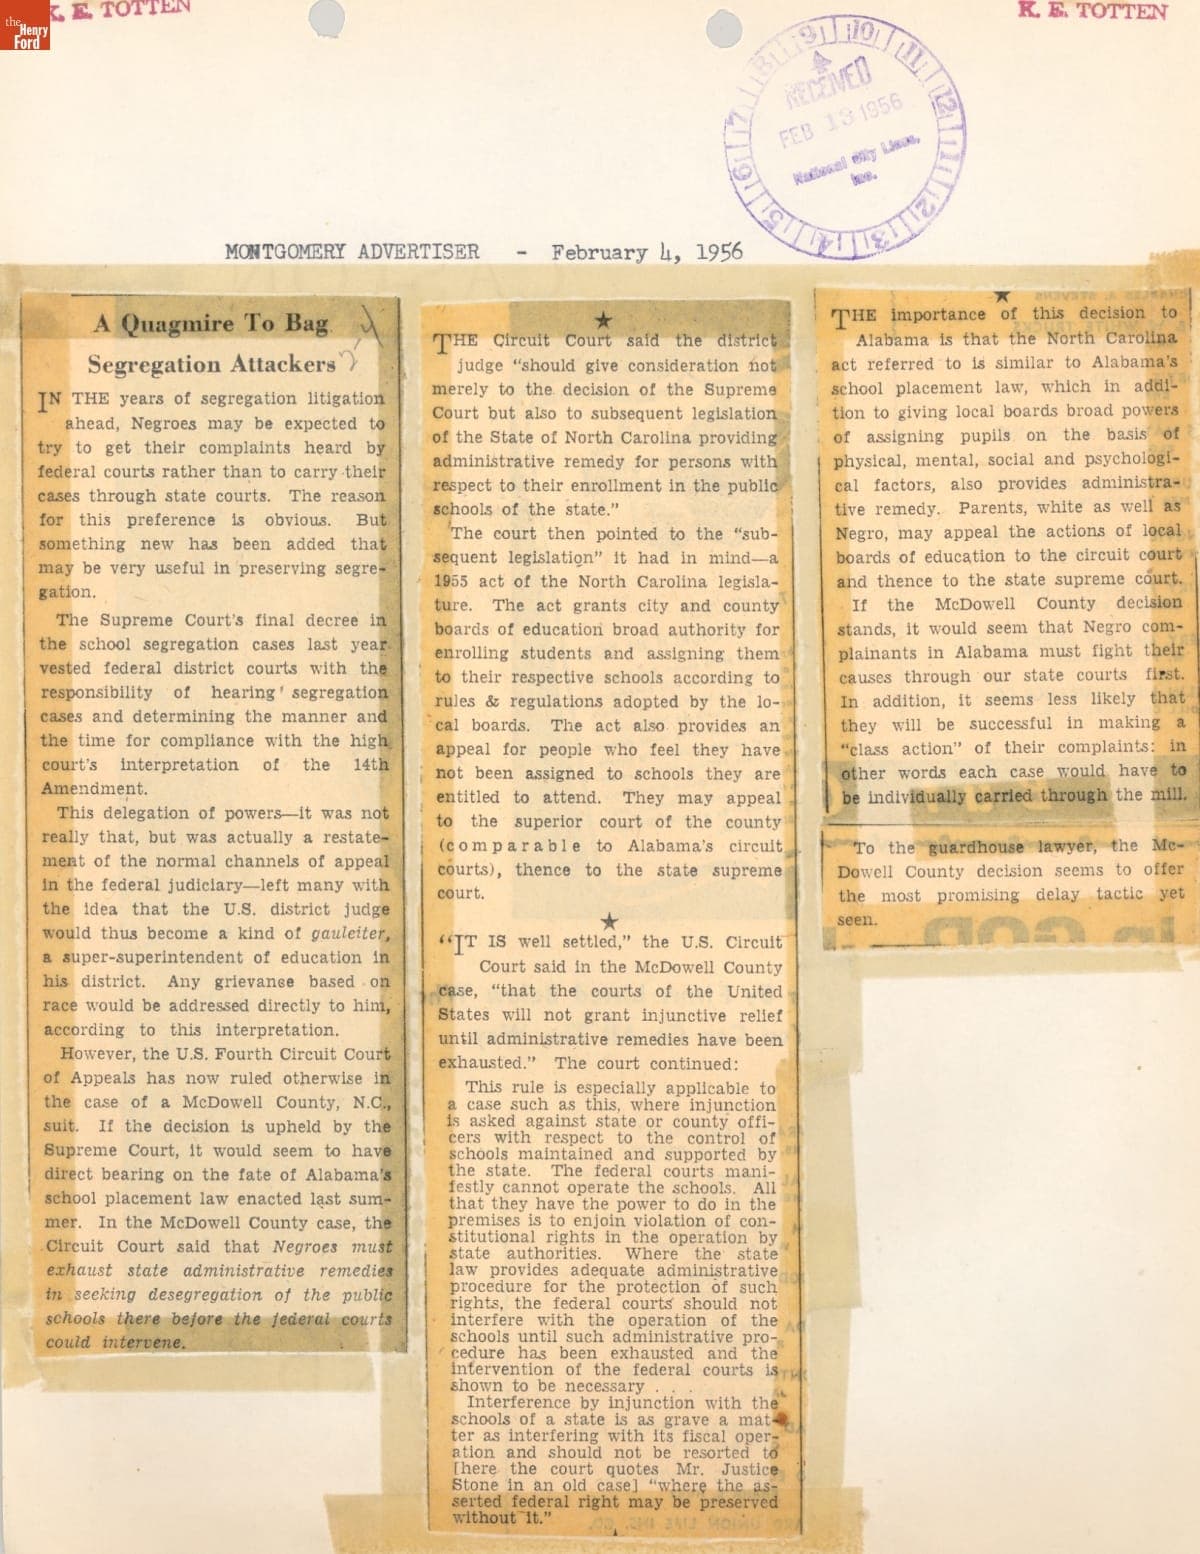 the
Henry
Ford
K. E. TOTTEN
K. E. TOTTEN
7 8 9 10 11 12 1 2 3 4 5 6
RECEIVED
FEB 13 1956
National City Lines,
Inc.
MONTGOMERY ADVERTISER - February 4, 1956
A Quagmire To Bag
Segregation Attackers
IN THE years of segregation litigation
ahead, Negroes may be expected to
try to get their complaints heard by
federal courts rather than to carry their
cases through state courts. The reason
for this preference is obvious. But
something new has been added that
may be very useful in preserving segre-
gation.
The Supreme Court's final decree in
the school segregation cases last year
vested federal district courts with the
responsibility of hearing segregation
cases and determining the manner and
the time for compliance with the high
court's interpretation of the 14th
Amendment.
This delegation of powers—it was not
really that, but was actually a restate-
ment of the normal channels of appeal
in the federal judiciary—left many with
the idea that the U.S. district judge
would thus become a kind of gauleiter,
a super-superintendent of education in
his district. Any grievance based on
race would be addressed directly to him,
according to this interpretation.
However, the U.S. Fourth Circuit Court
of Appeals has now ruled otherwise in
the case of a McDowell County, N.C.,
suit. If the decision is upheld by the
Supreme Court, it would seem to have
direct bearing on the fate of Alabama's
school placement law enacted last sum-
mer. In the McDowell County case, the
Circuit Court said that Negroes must
exhaust state administrative remedies
in seeking desegregation of the public
schools there before the federal courts
could intervene.
★
THE Circuit Court said the district
judge "should give consideration not
merely to the decision of the Supreme
Court but also to subsequent legislation
of the State of North Carolina providing
administrative remedy for persons with
respect to their enrollment in the public
schools of the state."
The court then pointed to the "sub-
sequent legislation" it had in mind—a
1955 act of the North Carolina legisla-
ture. The act grants city and county
boards of education broad authority for
enrolling students and assigning them
to their respective schools according to
rules & regulations adopted by the lo-
cal boards. The act also provides an
appeal for people who feel they have
not been assigned to schools they are
entitled to attend. They may appeal
to the superior court of the county
(comparable to Alabama's circuit
courts), thence to the state supreme
court.
★
"IT IS well settled," the U.S. Circuit
Court said in the McDowell County
case, "that the courts of the United
States will not grant injunctive relief
until administrative remedies have been
exhausted." The court continued:
This rule is especially applicable to
a case such as this, where injunction
is asked against state or county offi-
cers with respect to the control of
schools maintained and supported by
the state. The federal courts mani-
festly cannot operate the schools. All
that they have the power to do in the
premises is to enjoin violation of con-
stitutional rights in the operation by
state authorities. Where the state
law provides adequate administrative
procedure for the protection of such
rights, the federal courts should not
interfere with the operation of the
schools until such administrative pro-
cedure has been exhausted and the
intervention of the federal courts is
shown to be necessary . . .
Interference by injunction with the
schools of a state is as grave a mat-
ter as interfering with its fiscal oper-
ation and should not be resorted to
[here the court quotes Mr. Justice
Stone in an old case] "where the as-
serted federal right may be preserved
without it."
★
THE importance of this decision to
Alabama is that the North Carolina
act referred to is similar to Alabama's
school placement law, which in addi-
tion to giving local boards broad powers
of assigning pupils on the basis of
physical, mental, social and psychologi-
cal factors, also provides administra-
tive remedy. Parents, white as well as
Negro, may appeal the actions of local
boards of education to the circuit court
and thence to the state supreme court.
If the McDowell County decision
stands, it would seem that Negro com-
plainants in Alabama must fight their
causes through our state courts first.
In addition, it seems less likely that
they will be successful in making a
"class action" of their complaints: in
other words each case would have to
be individually carried through the mill.
To the guardhouse lawyer, the Mc-
Dowell County decision seems to offer
the most promising delay tactic yet
seen.